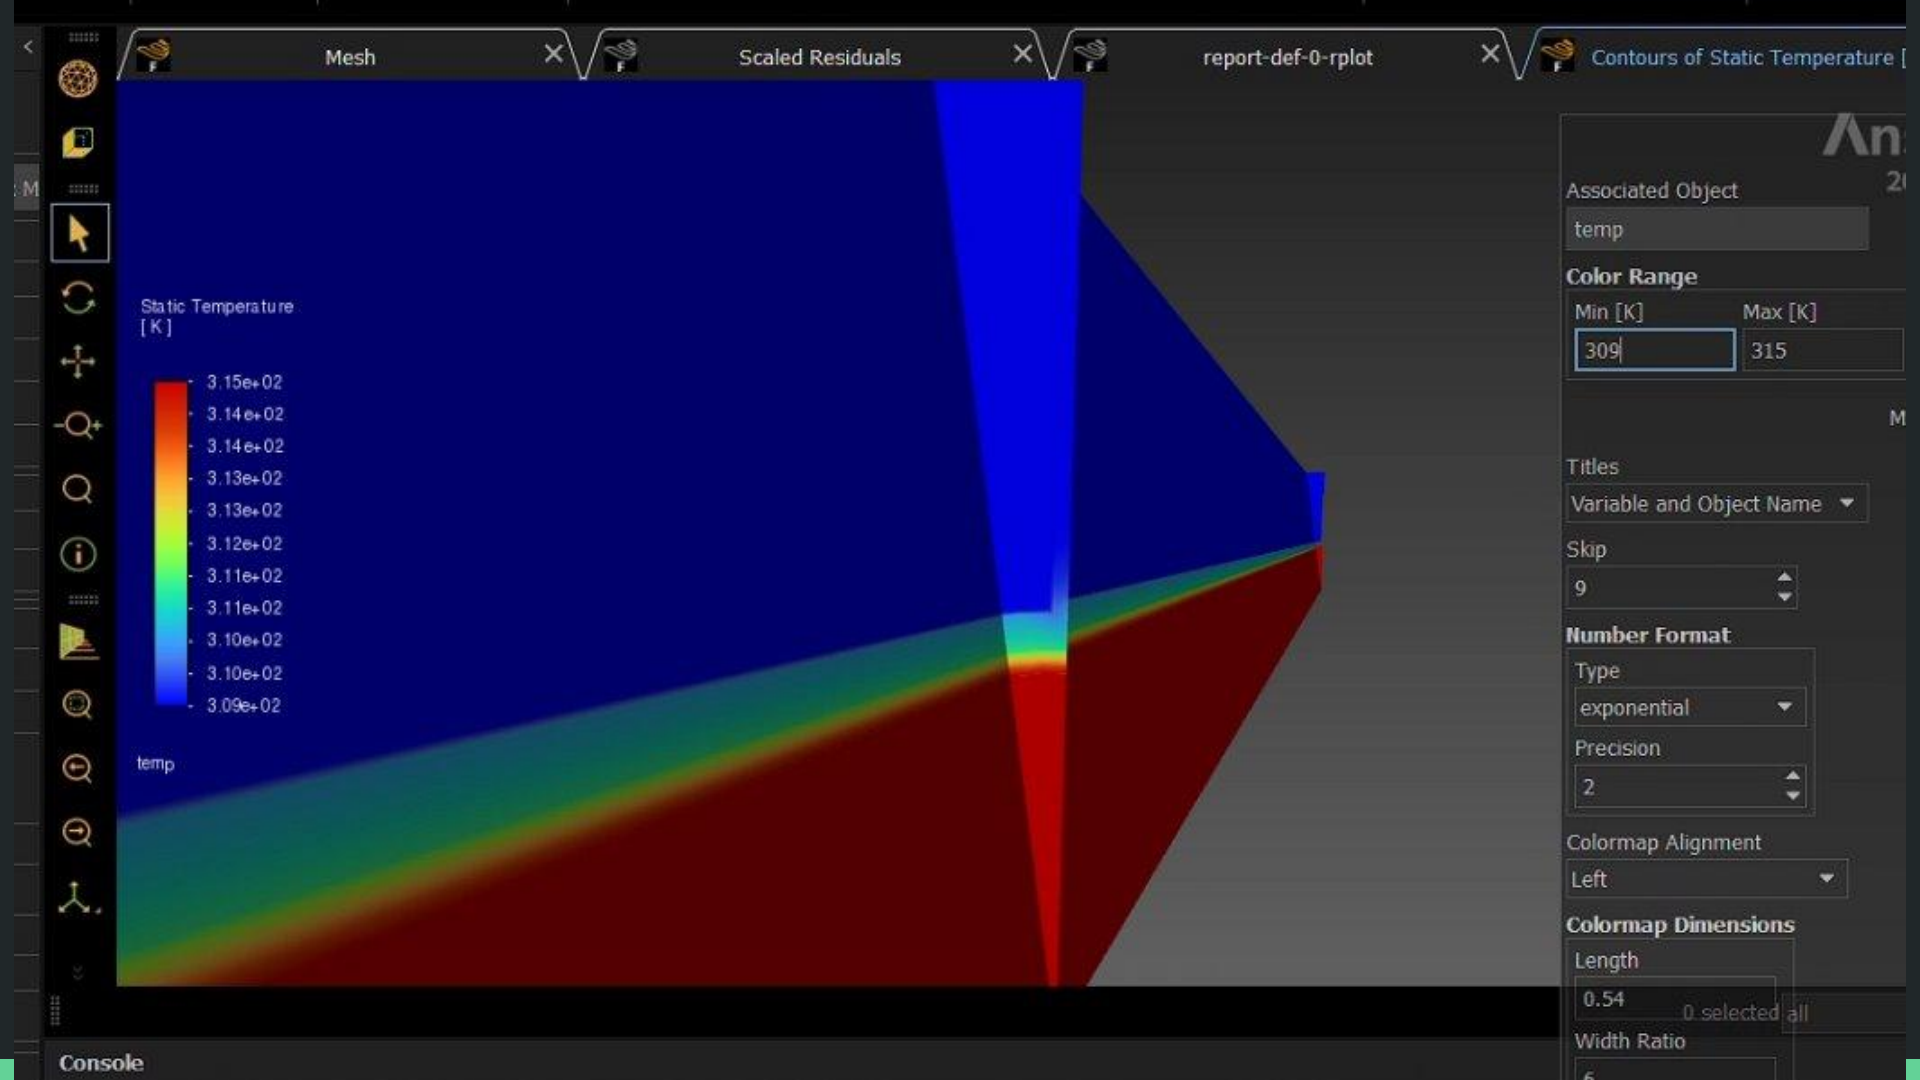 Mesh
Scaled Residuals
report-def-0-rplot
Contours of Static Temperature [
: M
Ans
20
Associated Object
temp
Color Range
Min [K] Max [K]
309 315
M
Titles
Variable and Object Name
Skip
9
Number Format
Type
exponential
Precision
2
Colormap Alignment
Left
Colormap Dimensions
Length
0.54
0 selected all
Width Ratio
6
Static Temperature
[K]
3.15e+02
3.14e+02
3.14e+02
3.13e+02
3.13e+02
3.12e+02
3.11e+02
3.11e+02
3.10e+02
3.10e+02
3.09e+02
temp
Console